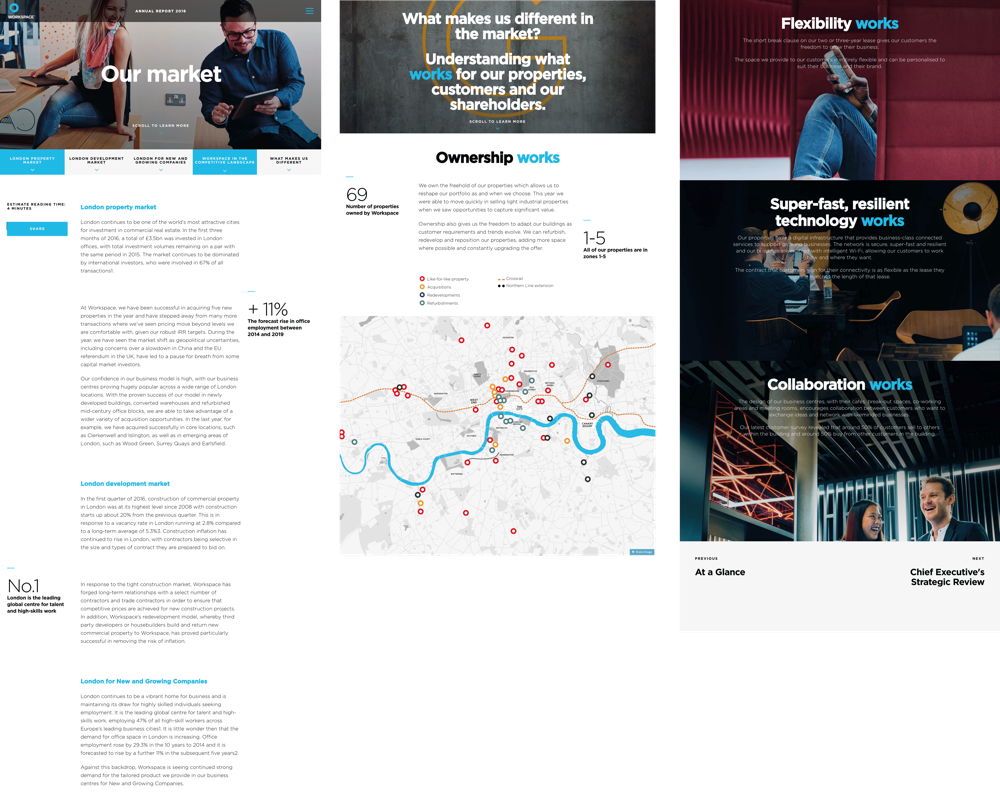 WORKSPACE
ANNUAL REPORT 2016
Our market
SCROLL TO LEARN MORE
LONDON PROPERTY
MARKET
LONDON DEVELOPMENT
MARKET
LONDON FOR NEW AND
GROWING COMPANIES
WORKSPACE IN THE
COMPETITIVE LANDSCAPE
WHAT MAKES US
DIFFERENT
ESTIMATE READING TIME:
4 MINUTES
SHARE
London property market
London continues to be one of the world's most attractive cities
for investment in commercial real estate. In the first three
months of 2016, a total of £3.5bn was invested in London
offices, with total investment volumes remaining on a par with
the same period in 2015. The market continues to be dominated
by international investors, who were involved in 67% of all
transactions1.
At Workspace, we have been successful in acquiring five new
properties in the year and have stepped away from many more
transactions where we've seen pricing move beyond levels we
are comfortable with, given our robust IRR targets. During the
year, we have seen the market shift as geopolitical uncertainties,
including concerns over a slowdown in China and the EU
referendum in the UK, have led to a pause for breath from some
capital market investors.
+ 11%
The forecast rise in office
employment between
2014 and 2019
Our confidence in our business model is high, with our business
centres proving hugely popular across a wide range of London
locations. With the proven success of our model in newly
developed buildings, converted warehouses and refurbished
mid-century office blocks, we are able to take advantage of a
wider variety of acquisition opportunities. In the last year, for
example, we have acquired successfully in core locations, such
as Clerkenwell and Islington, as well as in emerging areas of
London, such as Wood Green, Surrey Quays and Earlsfield.
London development market
In the first quarter of 2016, construction of commercial property
in London was at its highest level since 2008 with construction
starts up about 20% from the previous quarter. This is in
response to a vacancy rate in London running at 2.8% compared
to a long-term average of 5.3%3. Construction inflation has
continued to rise in London, with contractors being selective in
the size and types of contract they are prepared to bid on.
No.1
London is the leading
global centre for talent
and high-skills work
In response to the tight construction market, Workspace has
forged long-term relationships with a select number of
contractors and trade contractors in order to ensure that
competitive prices are achieved for new construction projects.
In addition, Workspace's redevelopment model, whereby third
party developers or housebuilders build and return new
commercial property to Workspace, has proved particularly
successful in removing the risk of inflation.
London for New and Growing Companies
London continues to be a vibrant home for business and is
maintaining its draw for highly skilled individuals seeking
employment. It is the leading global centre for talent and high-
skills work, employing 47% of all high-skill workers across
Europe's leading business cities1. It is little wonder then that the
demand for office space in London is increasing. Office
employment rose by 29.3% in the 10 years to 2014 and it is
forecasted to rise by a further 11% in the subsequent five years2.
Against this backdrop, Workspace is seeing continued strong
demand for the tailored product we provide in our business
centres for New and Growing Companies.
What makes us different in
the market?
Understanding what
works for our properties,
customers and our
shareholders.
SCROLL TO LEARN MORE
Ownership works
69
Number of properties
owned by Workspace
We own the freehold of our properties which allows us to
reshape our portfolio as and when we choose. This year we
were able to move quickly in selling light industrial properties
when we saw opportunities to capture significant value.
Ownership also gives us the freedom to adapt our buildings as
customer requirements and trends evolve. We can refurbish,
redevelop and reposition our properties, adding more space
where possible and constantly upgrading the offer.
1-5
All of our properties are in
zones 1-5
Like-for-like property
Acquisitions
Redevelopments
Refurbishments
Crossrail
Northern Line extension
Flexibility works
The short break clause on our two or three-year lease gives our customers the
freedom to grow their business.
The space we provide to our customers is entirely flexible and can be personalised to
suit their business and their brand.
Super-fast, resilient
technology works
Our properties have a digital infrastructure that provides business-class connected
services to support growing businesses. The network is secure, super-fast and resilient
and our buildings are equipped with intelligent Wi-Fi, allowing our customers to work
how and where they want.
The contract that customers sign for their connectivity is as flexible as the lease they
sign to match the length of that lease.
Collaboration works
The design of our business centres, with their cafés, break-out spaces, co-working
areas and meeting rooms, encourages collaboration between customers who want to
exchange ideas and network with like-minded businesses.
Our latest customer survey revealed that around 50% of customers sell to others
within the building and around 50% buy from other customers in the building.
PREVIOUS
At a Glance
NEXT
Chief Executive's
Strategic Review